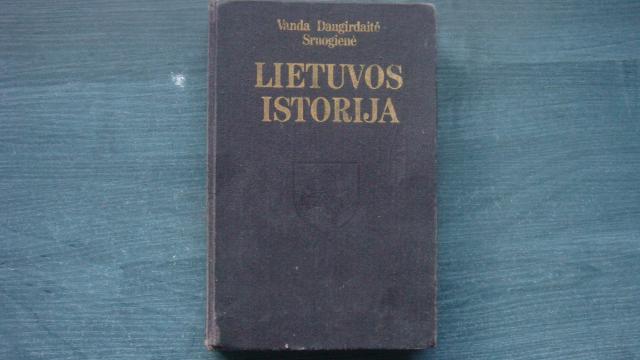 Vanda Daugirdaitė
Sruogienė
LIETUVOS
ISTORIJA